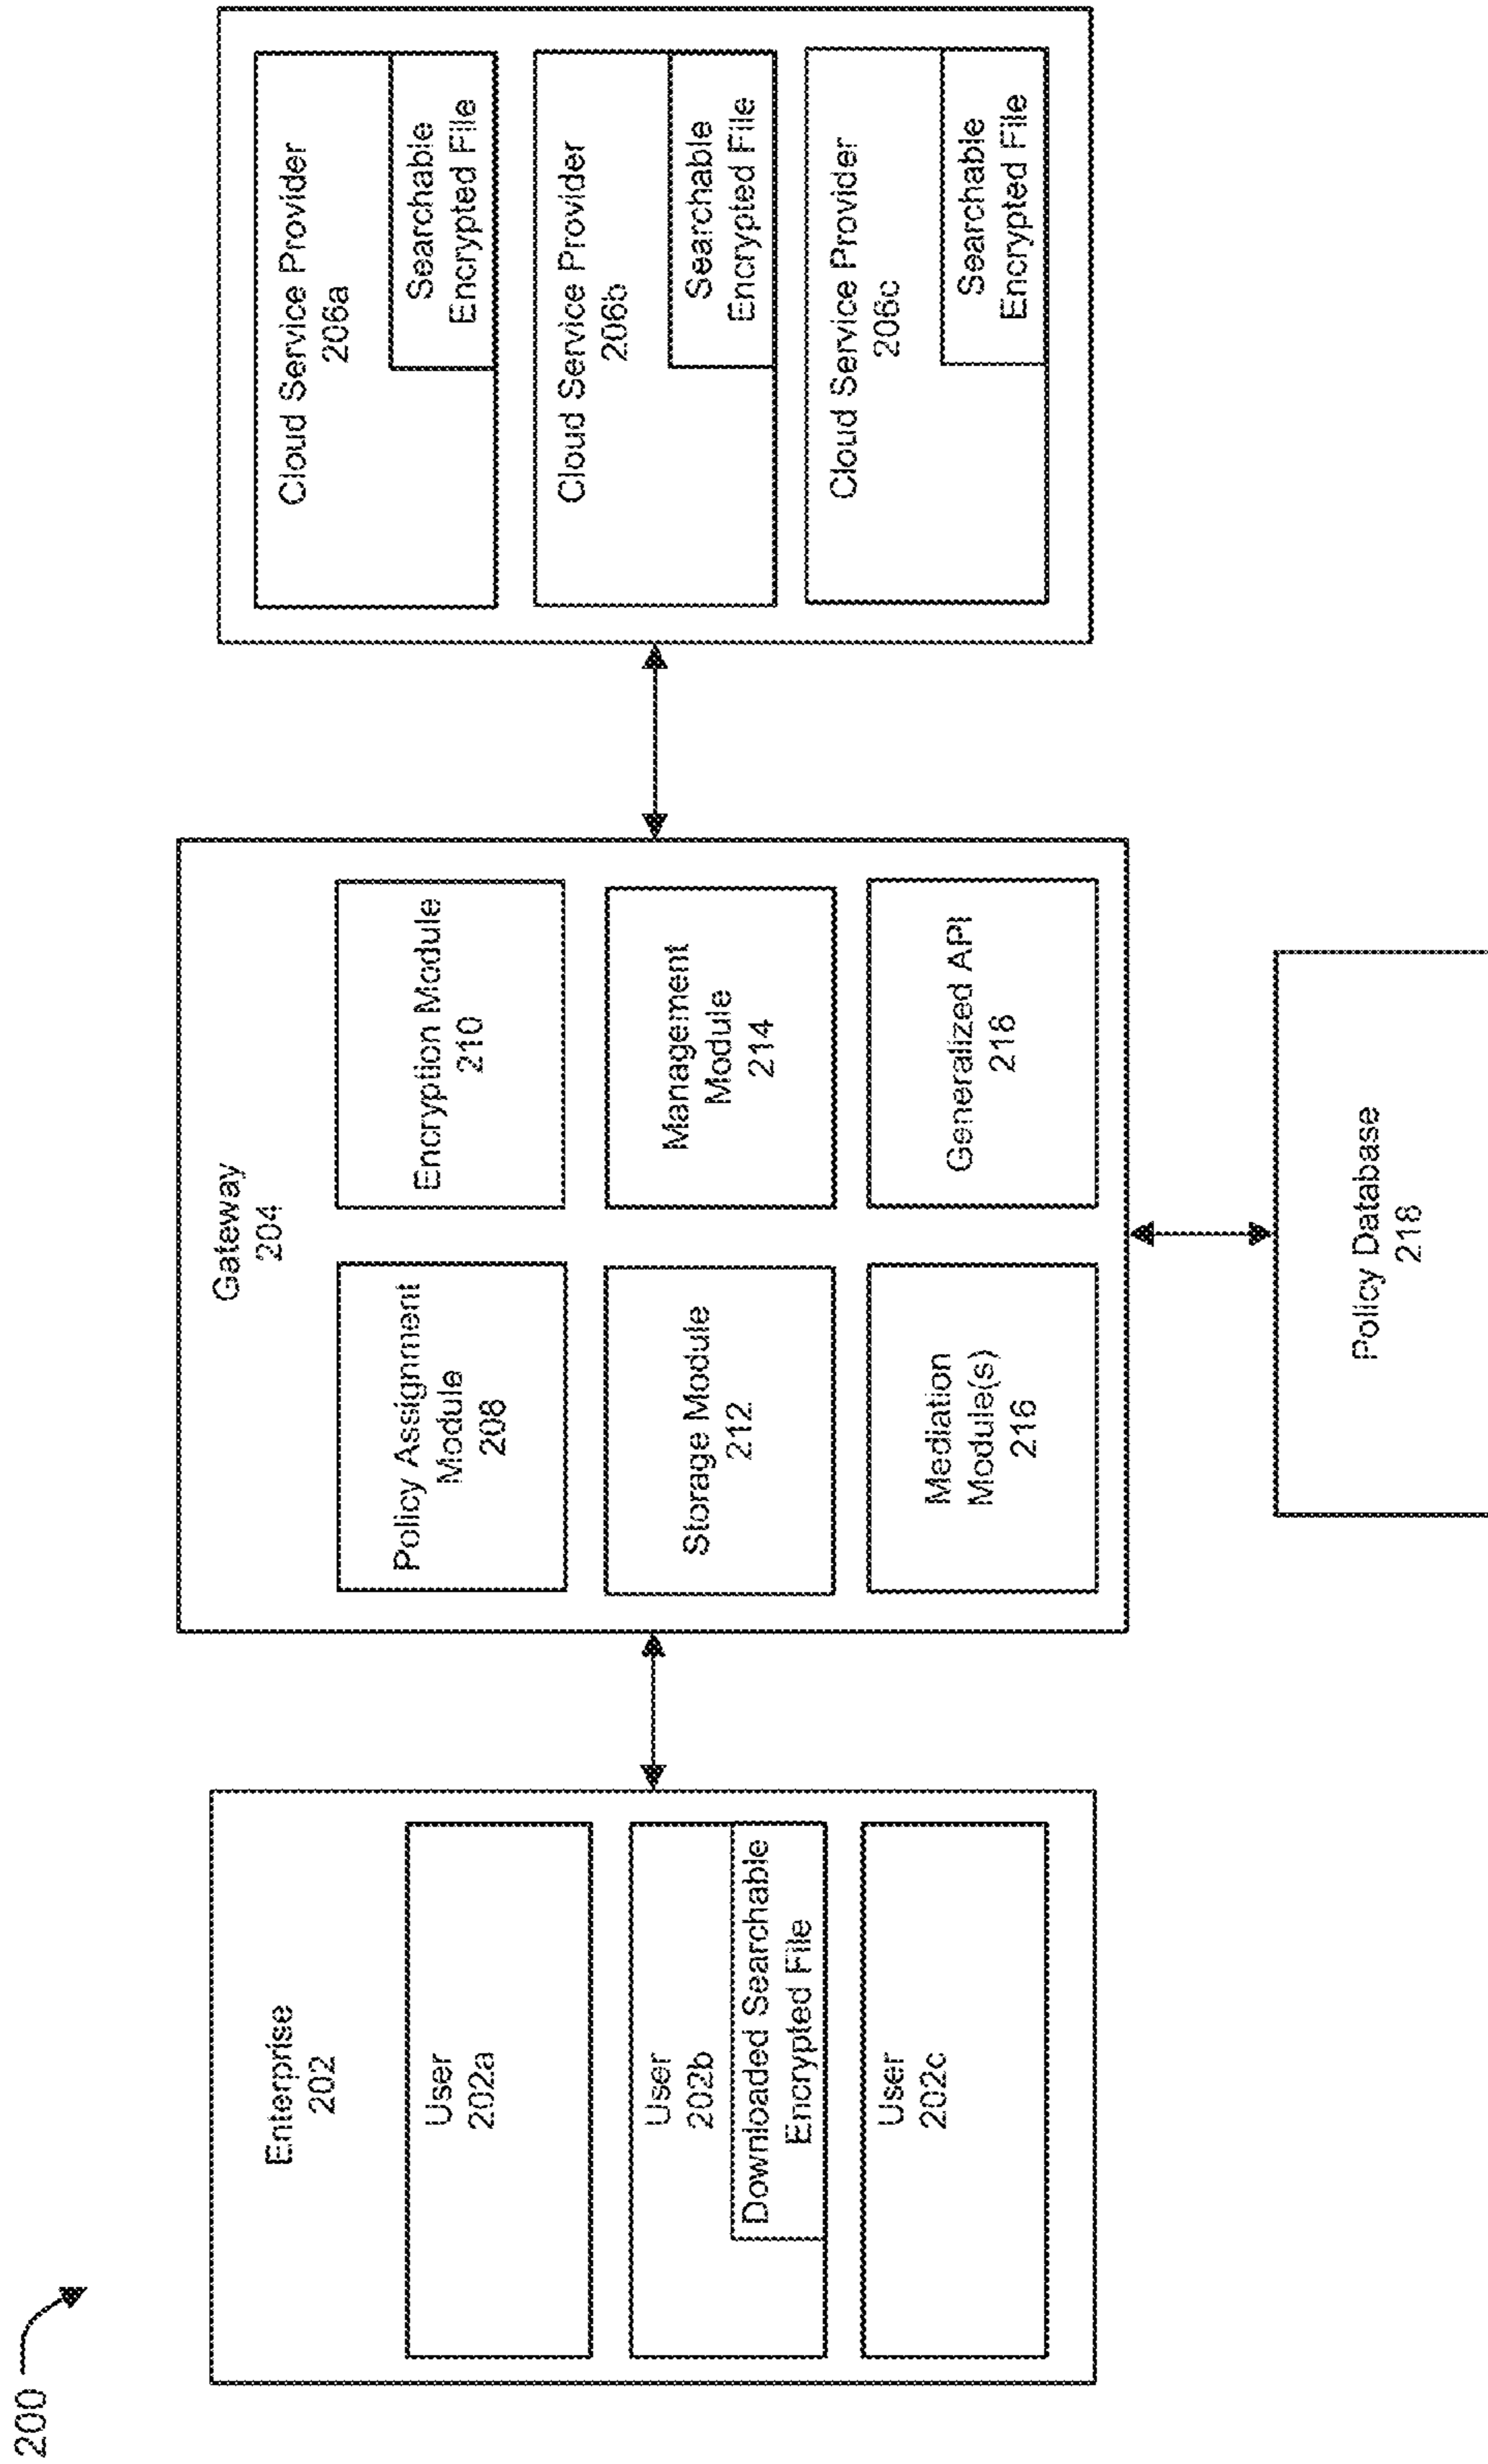 200
Enterprise
202
User
202a
User
202b
Downloaded Searchable
Encrypted File
User
202c
Gateway
204
Policy Assignment
Module
208
Encryption Module
210
Storage Module
212
Management
Module
214
Mediation
Module(s)
216
Generalized API
218
Policy Database
218
Cloud Service Provider
206a
Searchable
Encrypted File
Cloud Service Provider
206b
Searchable
Encrypted File
Cloud Service Provider
206c
Searchable
Encrypted File